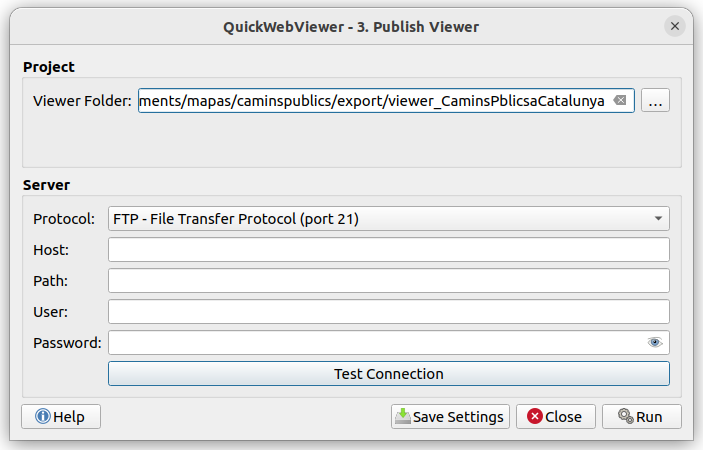 QuickWebViewer - 3. Publish Viewer
Project
Viewer Folder: ments/mapas/caminspublics/export/viewer_CaminsPblicsaCatalunya ...
Server
Protocol: FTP - File Transfer Protocol (port 21)
Host:
Path:
User:
Password:
Test Connection
Help Save Settings Close Run